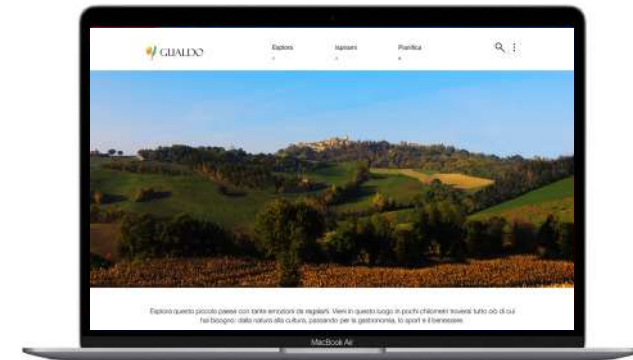 GUALDO
Esplora
Ispirami
Pianifica
Esplora questo piccolo paese con tante emozioni da regalarti. Vieni in questo luogo in pochi chilometri troverai tutto ciò di cui
hai bisogno: dalla natura alla cultura, passando per la gastronomia, lo sport e il benessere.
MacBook Air